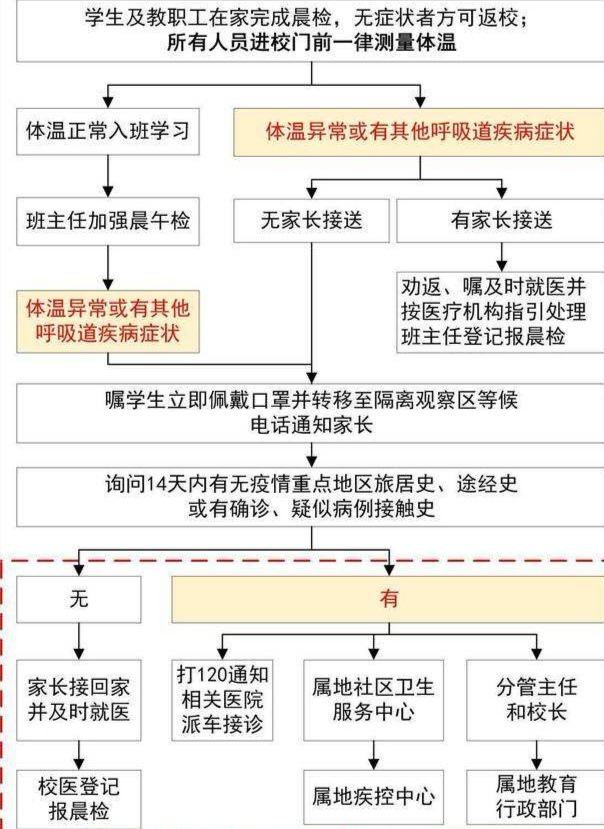 学生及教职工在家完成晨检，无症状者方可返校；
所有人员进校门前一律测量体温
体温正常入班学习
体温异常或有其他呼吸道疾病症状
班主任加强晨午检
无家长接送
有家长接送
体温异常或有其他
呼吸道疾病症状
劝返、嘱及时就医并
按医疗机构指引处理
班主任登记报晨检
嘱学生立即佩戴口罩并转移至隔离观察区等候
电话通知家长
询问14天内有无疫情重点地区旅居史、途经史
或有确诊、疑似病例接触史
无
有
家长接回家
并及时就医
打120通知
相关医院
派车接诊
属地社区卫生
服务中心
分管主任
和校长
校医登记
报晨检
属地疾控中心
属地教育
行政部门